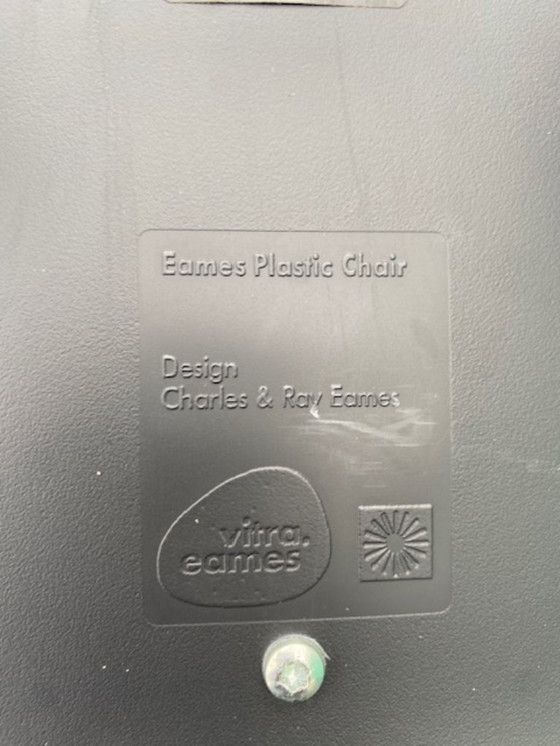 Eames Plastic Chair
Design
Charles & Ray Eames
vitra.
eames